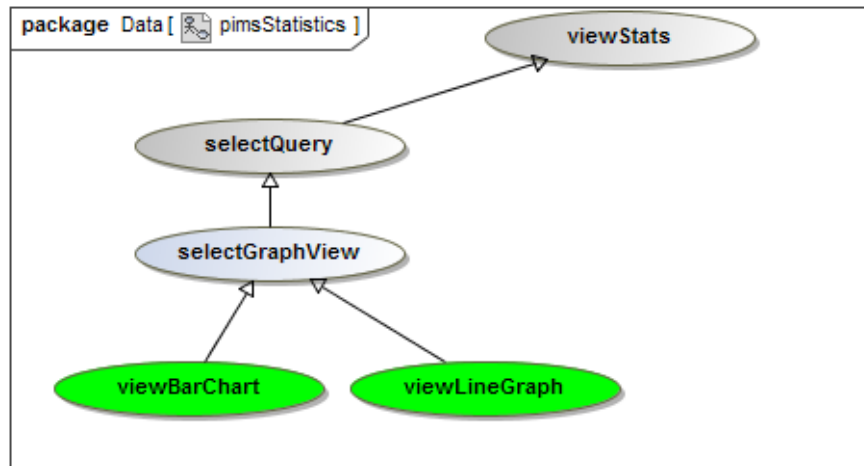 package Data [ pimsStatistics ]
viewStats
selectQuery
selectGraphView
viewBarChart
viewLineGraph